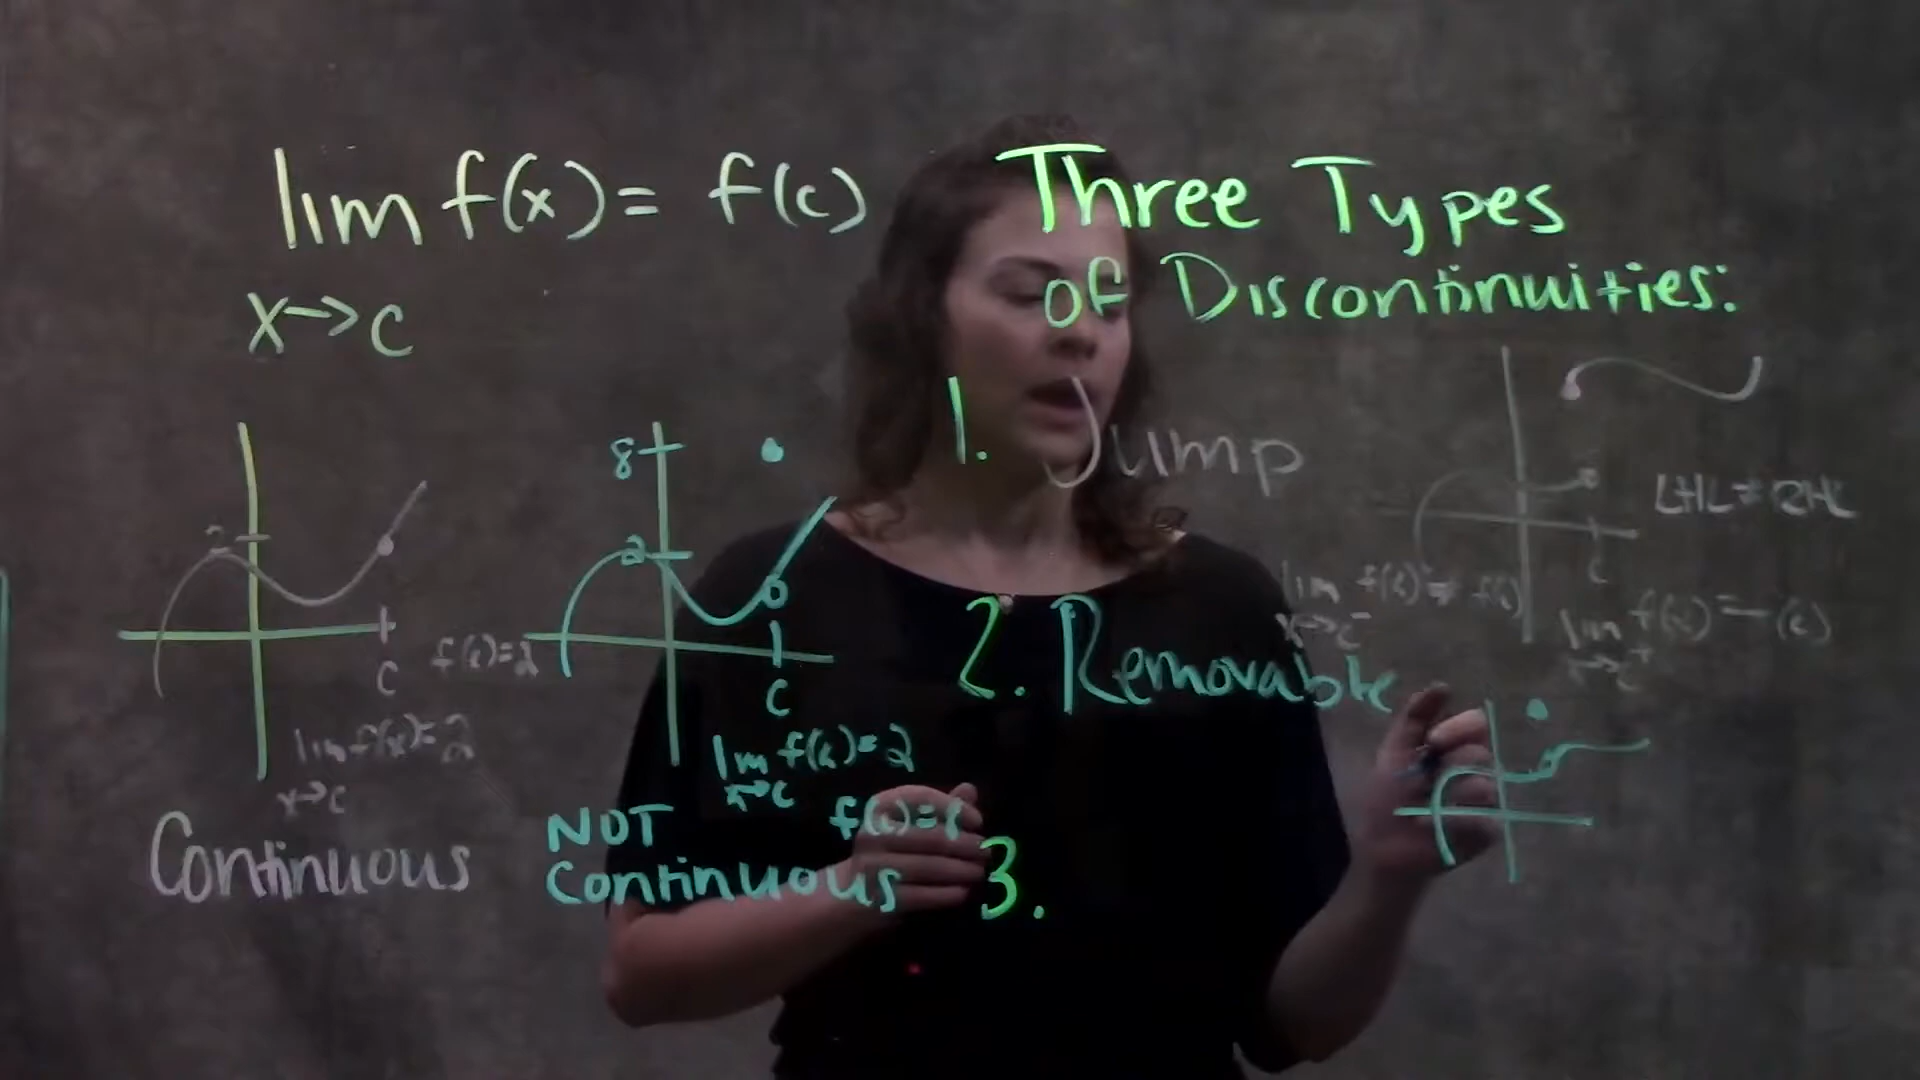 lim f(x) = f(c)
x→c
Three Types
of Discontinuities:
1. Jump
LHL ≠ RHL
c
2
c
f(c)=2
lim f(x)=2
x→c
Continuous
8
2
c
lim f(x)=2
x→c
NOT
Continuous
2. Removable
3.